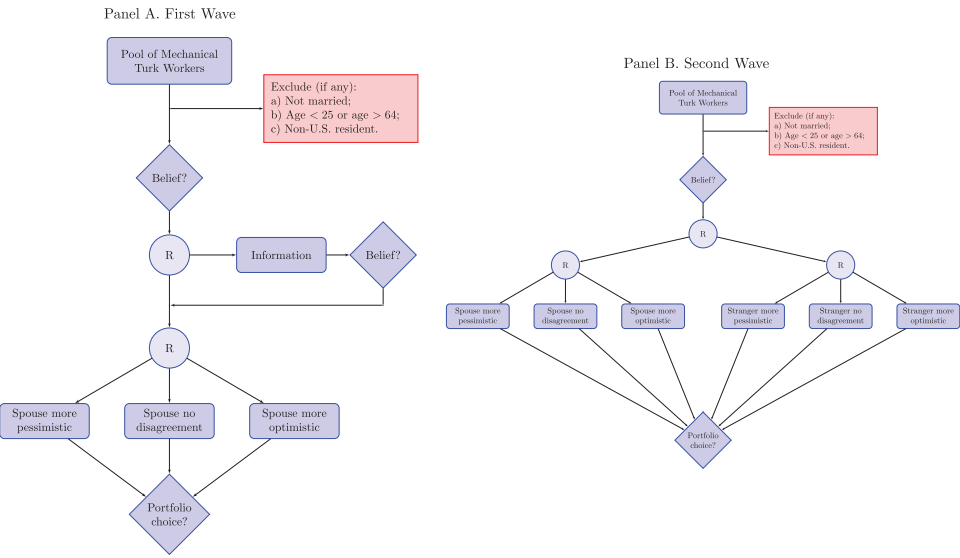 Panel A. First Wave
Pool of Mechanical
Turk Workers
Exclude (if any):
a) Not married;
b) Age < 25 or age > 64;
c) Non-U.S. resident.
Belief?
R
Information
Belief?
R
Spouse more
pessimistic
Spouse no
disagreement
Spouse more
optimistic
Portfolio
choice?
Panel B. Second Wave
Pool of Mechanical
Turk Workers
Exclude (if any):
a) Not married;
b) Age < 25 or age > 64;
c) Non-U.S. resident.
Belief?
R
R
R
Spouse more
pessimistic
Spouse no
disagreement
Spouse more
optimistic
Stranger more
pessimistic
Stranger no
disagreement
Stranger more
optimistic
Portfolio
choice?